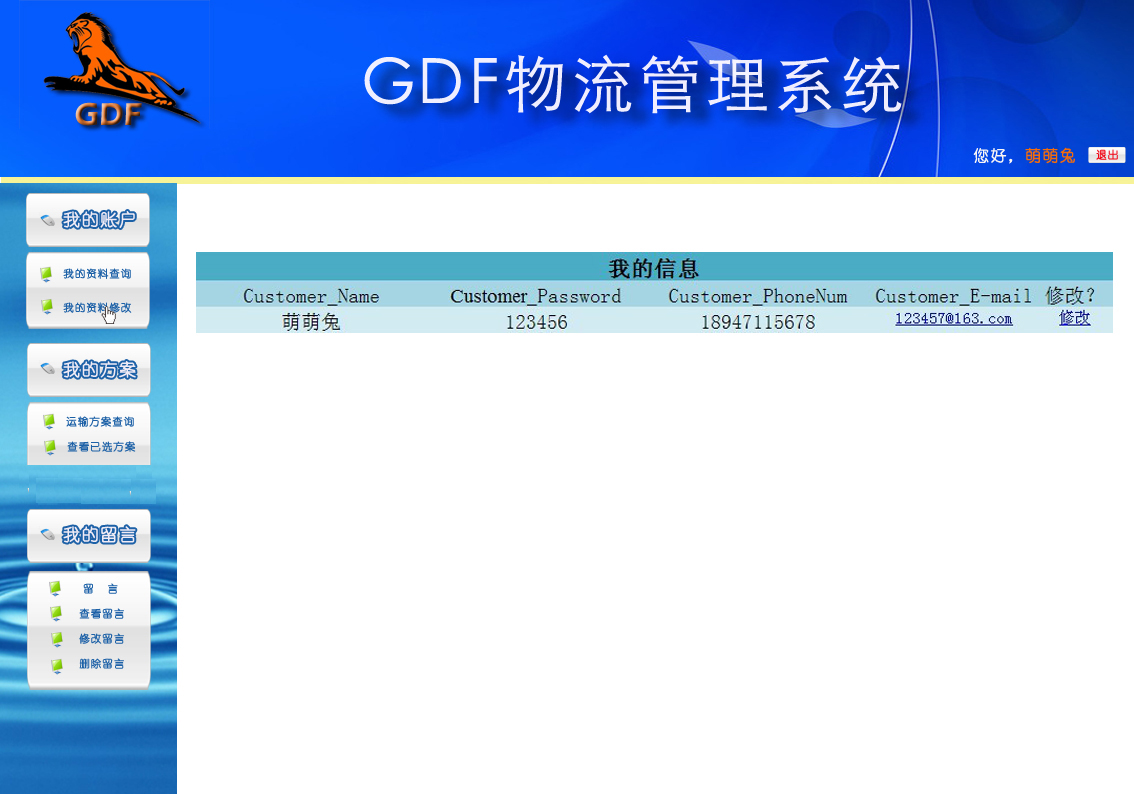 GDF
GDF物流管理系统
您好，萌萌兔 退出
我的账户
我的资料查询
我的资料修改
我的方案
运输方案查询
查看已选方案
我的留言
留 言
查看留言
修改留言
删除留言
我的信息
Customer_Name Customer_Password Customer_PhoneNum Customer_E-mail 修改?
萌萌兔 123456 18947115678 123457@163.com 修改